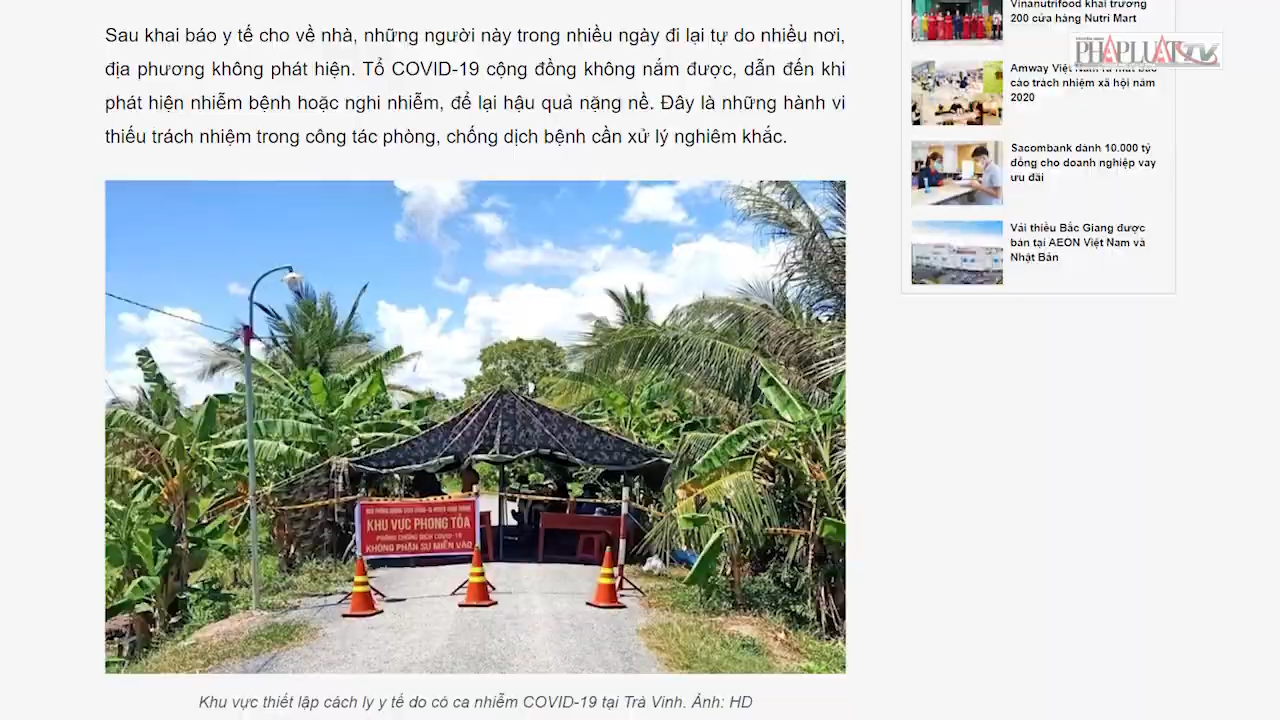 Sau khai báo y tế cho về nhà, những người này trong nhiều ngày đi lại tự do nhiều nơi,
địa phương không phát hiện. Tổ COVID-19 cộng đồng không nắm được, dẫn đến khi
phát hiện nhiễm bệnh hoặc nghi nhiễm, để lại hậu quả nặng nề. Đây là những hành vi
thiếu trách nhiệm trong công tác phòng, chống dịch bệnh cần xử lý nghiêm khắc.
KHU VỰC PHONG TỎA
PHÒNG CHỐNG DỊCH COVID-19
KHÔNG PHẬN SỰ MIỄN VÀO
Khu vực thiết lập cách ly y tế do có ca nhiễm COVID-19 tại Trà Vinh. Ảnh: HD
Vinanutrifood khai trương
200 cửa hàng Nutri Mart
PHÁPLUẬT TV
Amway Việt Nam ra mắt báo
cáo trách nhiệm xã hội năm
2020
Sacombank dành 10.000 tỷ
đồng cho doanh nghiệp vay
ưu đãi
Vải thiều Bắc Giang được
bán tại AEON Việt Nam và
Nhật Bản